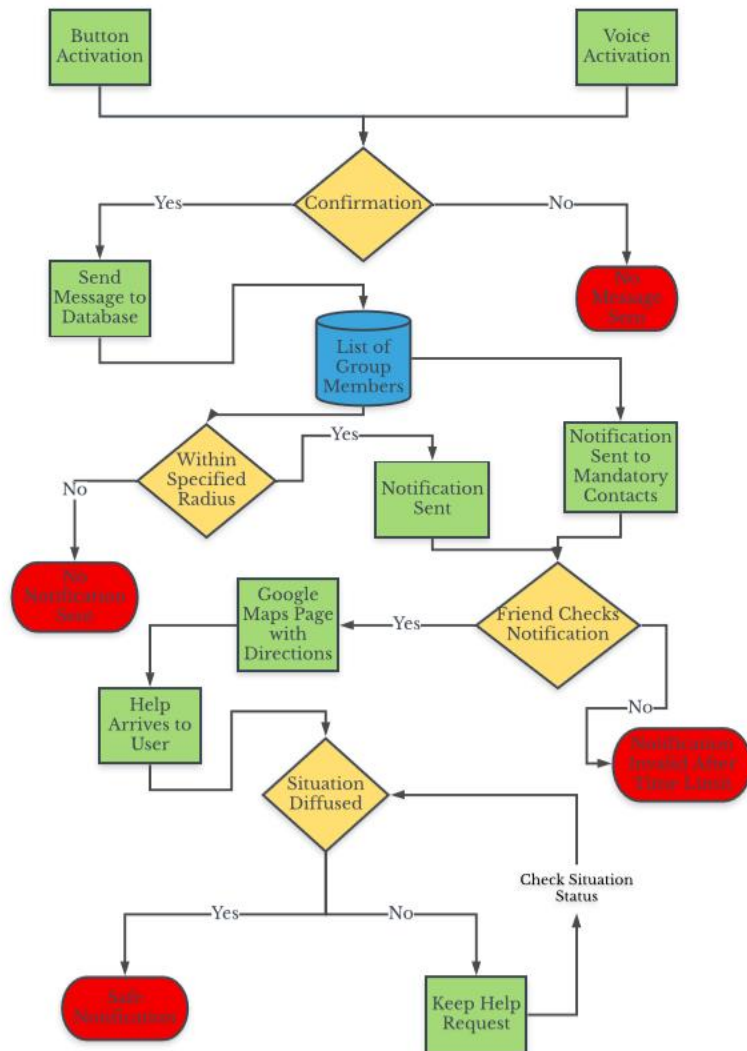 Button
Activation
Voice
Activation
Yes
Confirmation
No
Send
Message to
Database
No
Message
Sent
List of
Group
Members
Yes
Within
Specified
Radius
No
Notification
Sent
Notification
Sent to
Mandatory
Contacts
No
Notification
Sent
Google
Maps Page
with
Directions
Yes
Friend Checks
Notification
Help
Arrives to
User
No
Situation
Diffused
Notification
Invalid After
Time Limit
Check Situation
Status
Yes
No
Safe
Notification
Keep Help
Request